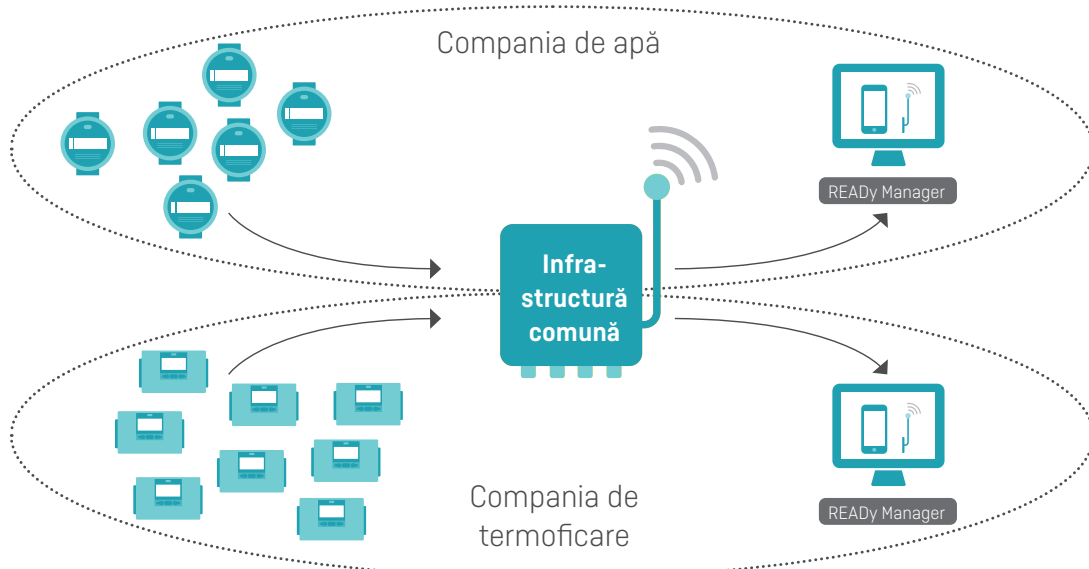 Compania de apă
READy Manager
Infra-
structură
comună
READy Manager
Compania de
termoficare